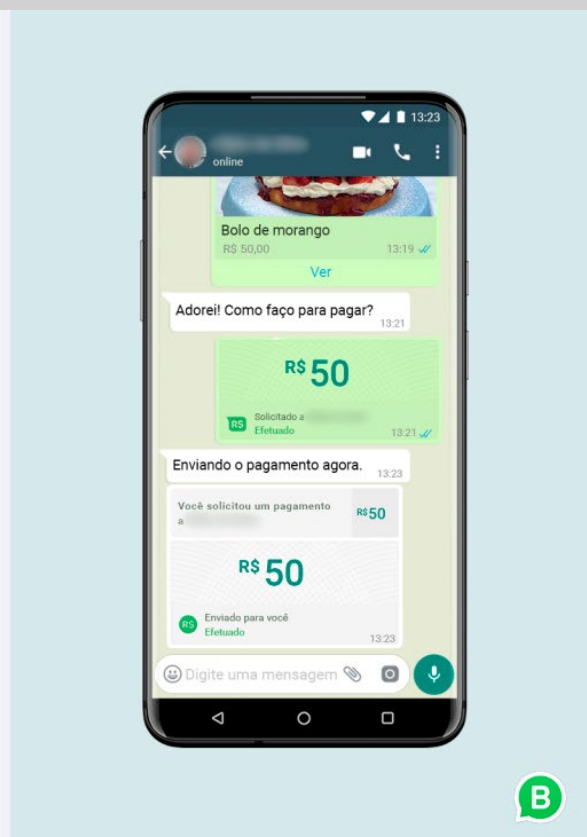 13:23
online
Bolo de morango
R$ 50,00
13:19
Ver
Adorei! Como faço para pagar?
13:21
R$ 50
Solicitado a
R$
Efetuado
13:21
Enviando o pagamento agora.
13:23
Você solicitou um pagamento
a
R$50
R$ 50
Enviado para você
R$
Efetuado
13:23
Digite uma mensagem
B